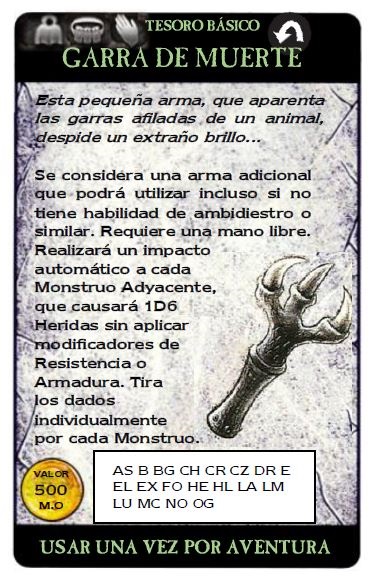 TESORO BÁSICO
GARRA DE MUERTE
Esta pequeña arma, que aparenta
las garras afiladas de un animal,
despide un extraño brillo...
Se considera una arma adicional
que podrá utilizar incluso si no
tiene habilidad de ambidiestro o
similar. Requiere una mano libre.
Realizará un impacto
automático a cada
Monstruo Adyacente,
que causará 1D6
Heridas sin aplicar
modificadores de
Resistencia o
Armadura. Tira
los dados
individualmente
por cada Monstruo.
VALOR
500
M.O
AS B BG CH CR CZ DR E
EL EX FO HE HL LA LM
LU MC NO OG
USAR UNA VEZ POR AVENTURA